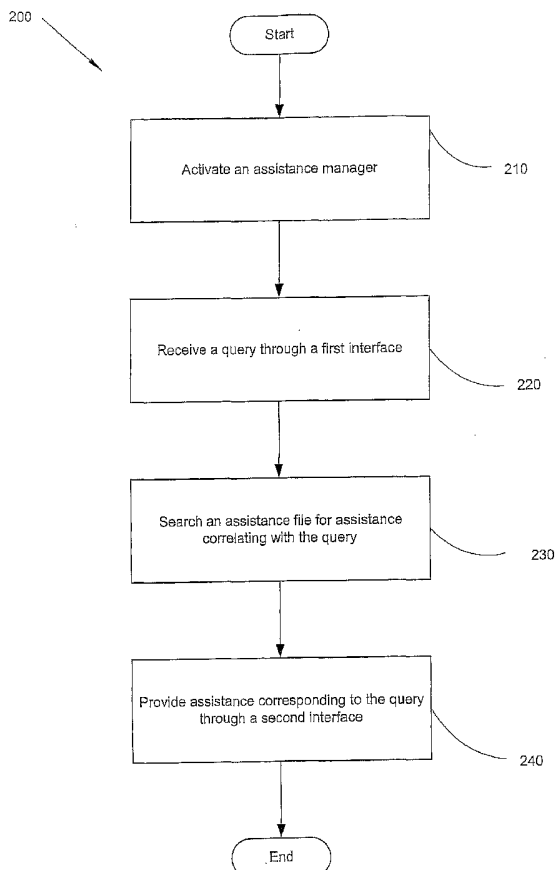 200
Start
Activate an assistance manager
210
Receive a query through a first interface
220
Search an assistance file for assistance
correlating with the query
230
Provide assistance corresponding to the query
through a second interface
240
End